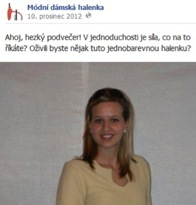 Módní dámská halenka
10. prosinec 2012
Ahoj, hezký podvečer! V jednoduchosti je síla, co na to
říkáte? Oživili byste nějak tuto jednobarevnou halenku?